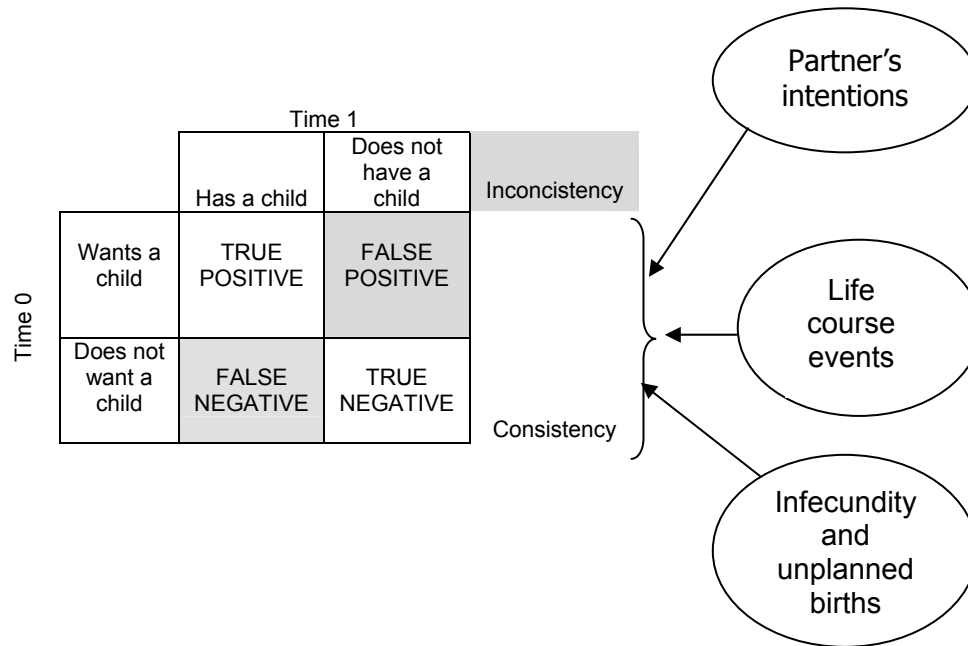 Time 1
Has a child
Does not
have a
child
Inconcistency
Time 0
Wants a
child
TRUE
POSITIVE
FALSE
POSITIVE
Does not
want a
child
FALSE
NEGATIVE
TRUE
NEGATIVE
Consistency
Partner's
intentions
Life
course
events
Infecundity
and
unplanned
births